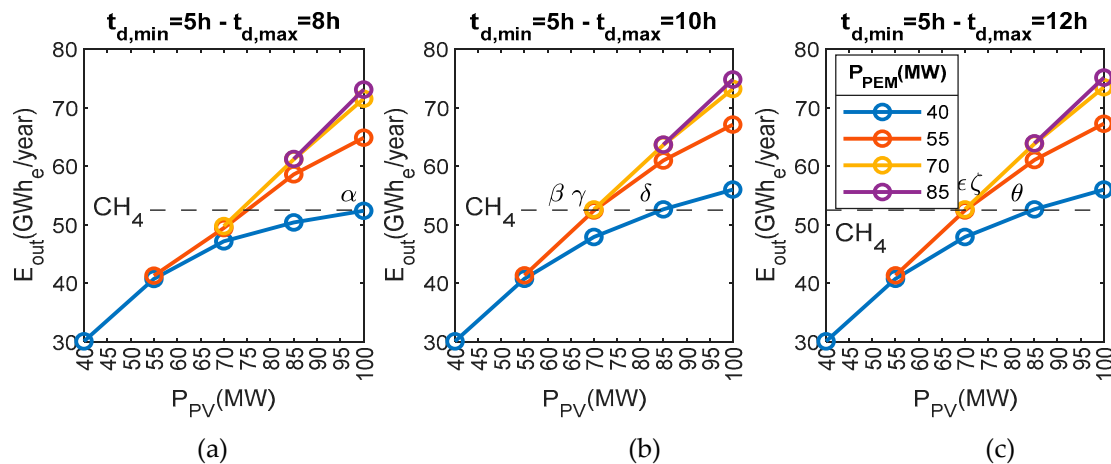 t_d,min=5h - t_d,max=8h
E_out(GWh_e/year)
80
70
60
50
40
30
CH_4
α
40 45 50 55 60 65 70 75 80 85 90 95 100
P_PV(MW)
(a)
t_d,min=5h - t_d,max=10h
E_out(GWh_e/year)
80
70
60
50
40
30
CH_4
β γ
δ
40 45 50 55 60 65 70 75 80 85 90 95 100
P_PV(MW)
(b)
t_d,min=5h - t_d,max=12h
E_out(GWh_e/year)
80
70
60
50
40
30
P_PEM(MW)
40
55
70
85
ϵ ζ
θ
CH_4
40 45 50 55 60 65 70 75 80 85 90 95 100
P_PV(MW)
(c)